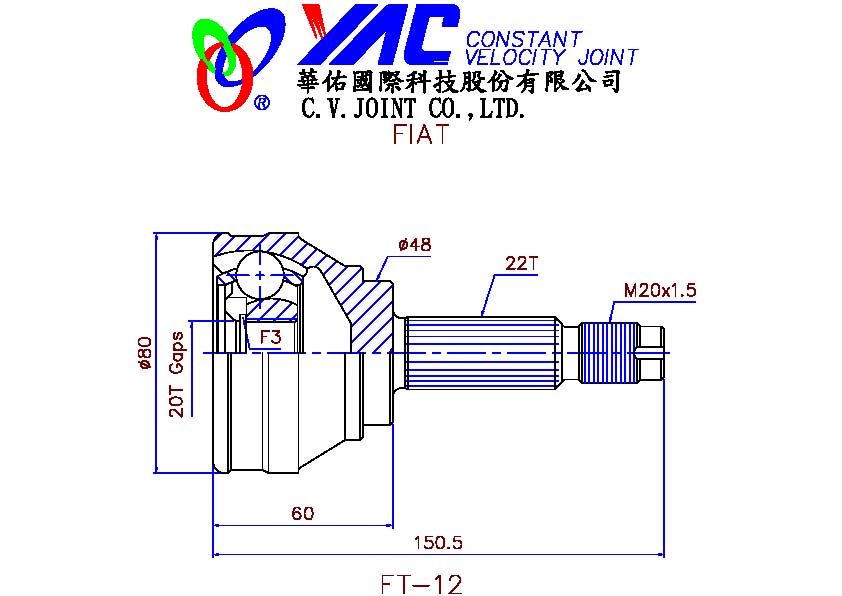 YAC CONSTANT
VELOCITY JOINT
華佑國際科技股份有限公司
®
C.V.JOINT CO.,LTD.
FIAT
ø48
22T
M20x1.5
F3
ø80
20T Gaps
60
150.5
FT-12